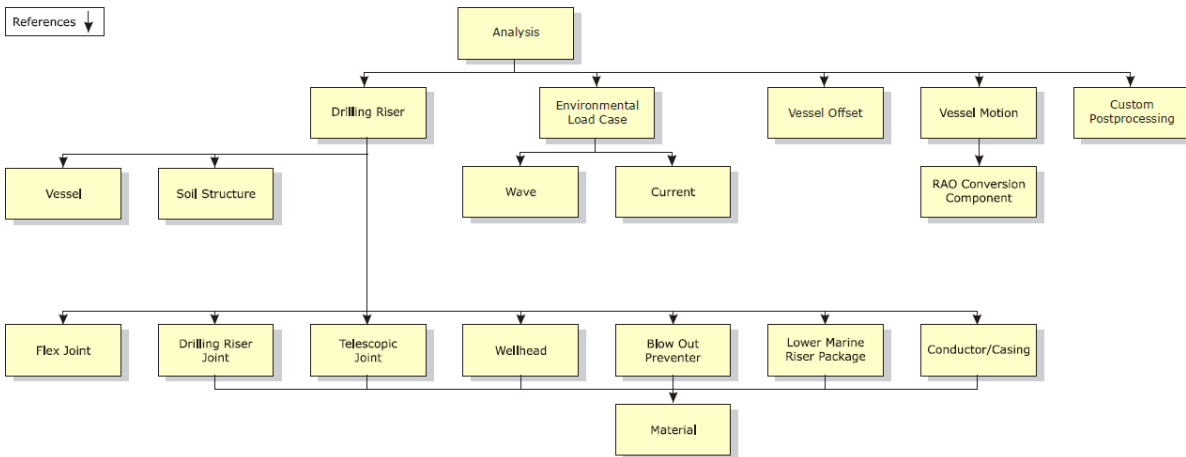 References
Analysis
Drilling Riser
Environmental
Load Case
Vessel Offset
Vessel Motion
Custom
Postprocessing
Vessel
Soil Structure
Wave
Current
RAO Conversion
Component
Flex Joint
Drilling Riser
Joint
Telescopic
Joint
Wellhead
Blow Out
Preventer
Lower Marine
Riser Package
Conductor/Casing
Material